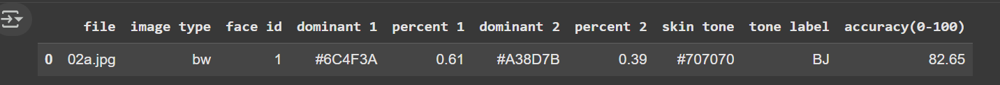 file image type face id dominant 1 percent 1 dominant 2 percent 2 skin tone tone label accuracy(0-100)
0 02a.jpg bw 1 #6C4F3A 0.61 #A38D7B 0.39 #707070 BJ 82.65